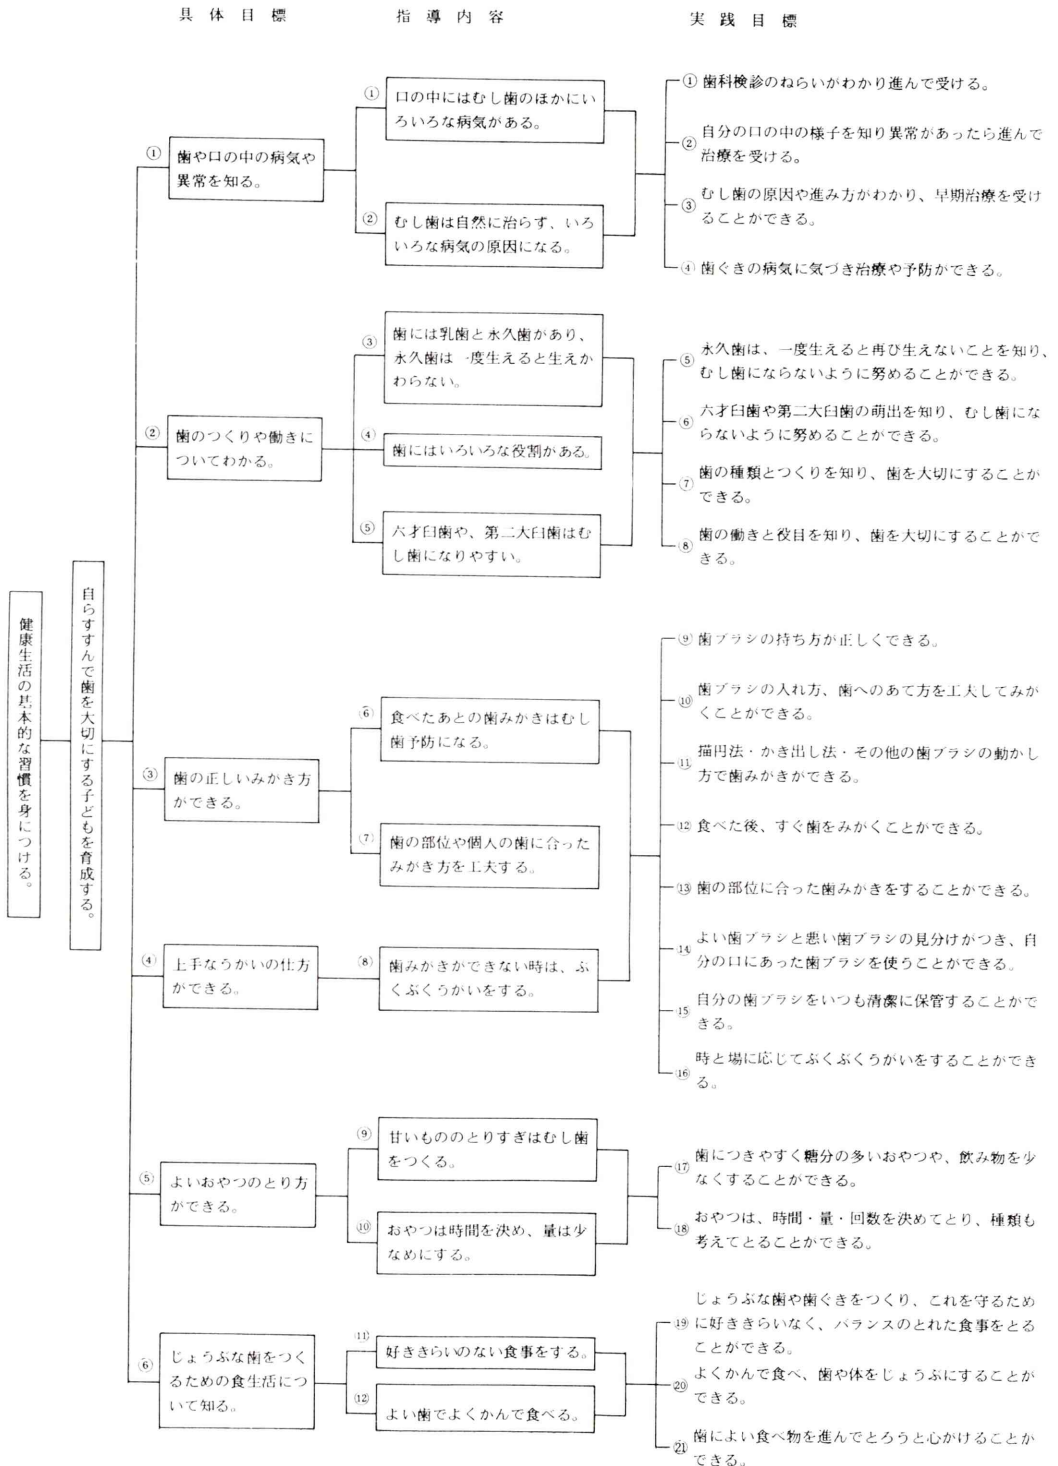 具体目標
指導内容
実践目標
健康生活の基本的な習慣を身につける。
自らすすんで歯を大切にする子どもを育成する。
① 歯や口の中の病気や
異常を知る。
① 口の中にはむし歯のほかにい
ろいろな病気がある。
② むし歯は自然に治らず、いろ
いろな病気の原因になる。
① 歯科検診のねらいがわかり進んで受ける。
② 自分の口の中の様子を知り異常があったら進んで
治療を受ける。
③ むし歯の原因や進み方がわかり、早期治療を受け
ることができる。
④ 歯ぐきの病気に気づき治療や予防ができる。
② 歯のつくりや働きに
ついてわかる。
③ 歯には乳歯と永久歯があり、
永久歯は一度生えると生えか
わらない。
④ 歯にはいろいろな役割がある。
⑤ 六才臼歯や、第二大臼歯はむ
し歯になりやすい。
⑤ 永久歯は、一度生えると再び生えないことを知り、
むし歯にならないように努めることができる。
⑥ 六才臼歯や第二大臼歯の萌出を知り、むし歯にな
らないように努めることができる。
⑦ 歯の種類とつくりを知り、歯を大切にすることが
できる。
⑧ 歯の働きと役目を知り、歯を大切にすることがで
きる。
③ 歯の正しいみかき方
ができる。
⑥ 食べたあとの歯みかきはむし
歯予防になる。
⑦ 歯の部位や個人の歯に合った
みがき方を工夫する。
④ 上手なうかいの仕方
ができる。
⑧ 歯みかきができない時は、ぶ
くぶくうかいをする。
⑨ 歯ブラシの持ち方が正しくできる。
⑩ 歯ブラシの入れ方、歯へのあて方を工夫してみが
くことができる。
⑪ 描円法・かき出し法・その他の歯ブラシの動かし
方で歯みかきができる。
⑫ 食べた後、すぐ歯をみがくことができる。
⑬ 歯の部位に合った歯みかきをすることができる。
⑭ よい歯ブラシと悪い歯ブラシの見分けがつき、自
分の口にあった歯ブラシを使うことができる。
⑮ 自分の歯ブラシをいつも清潔に保管することがで
きる。
⑯ 時と場に応じてぶくぶくうがいをすることができ
る。
⑤ よいおやつのとり方
ができる。
⑨ 甘いもののとりすぎはむし歯
をつくる。
⑩ おやつは時間を決め、量は少
なめにする。
⑰ 歯につきやすく糖分の多いおやつや、飲み物を少
なくすることができる。
⑱ おやつは、時間・量・回数を決めてとり、種類も
考えてとることができる。
⑥ じょうぶな歯をつく
るための食生活につ
いて知る。
⑪ 好ききらいのない食事をする。
⑫ よい歯でよくかんで食べる。
⑲ じょうぶな歯や歯ぐきをつくり、これを守るため
に好ききらいなく、バランスのとれた食事をとる
ことができる。
⑳ よくかんで食べ、歯や体をじょうぶにすることが
できる。
㉑ 歯によい食べ物を進んでとろうと心がけることが
できる。